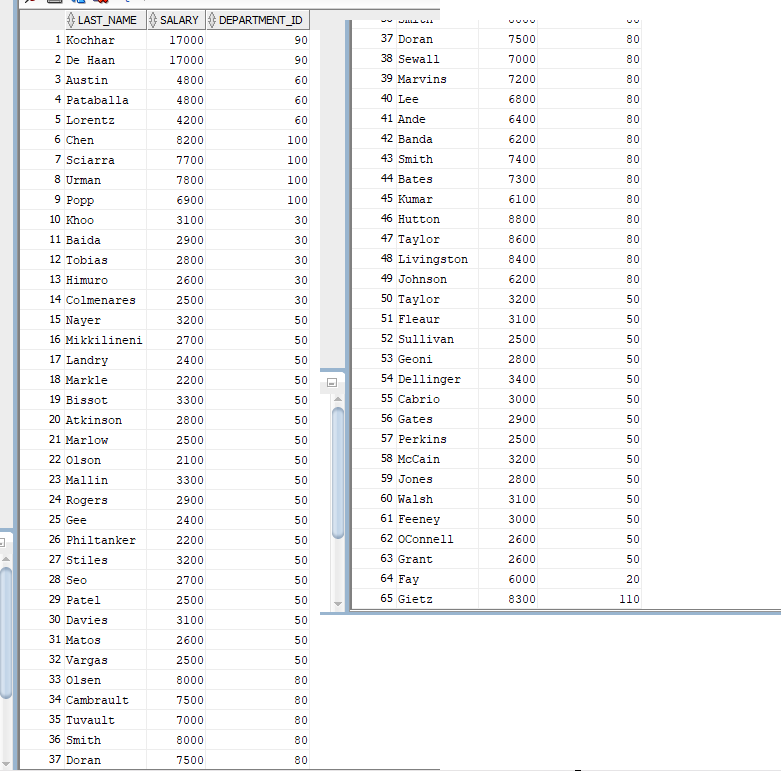 LAST_NAME SALARY DEPARTMENT_ID
1 Kochhar 17000 90
2 De Haan 17000 90
3 Austin 4800 60
4 Pataballa 4800 60
5 Lorentz 4200 60
6 Chen 8200 100
7 Sciarra 7700 100
8 Urman 7800 100
9 Popp 6900 100
10 Khoo 3100 30
11 Baida 2900 30
12 Tobias 2800 30
13 Himuro 2600 30
14 Colmenares 2500 30
15 Nayer 3200 50
16 Mikkilineni 2700 50
17 Landry 2400 50
18 Markle 2200 50
19 Bissot 3300 50
20 Atkinson 2800 50
21 Marlow 2500 50
22 Olson 2100 50
23 Mallin 3300 50
24 Rogers 2900 50
25 Gee 2400 50
26 Philtanker 2200 50
27 Stiles 3200 50
28 Seo 2700 50
29 Patel 2500 50
30 Davies 3100 50
31 Matos 2600 50
32 Vargas 2500 50
33 Olsen 8000 80
34 Cambrault 7500 80
35 Tuvault 7000 80
36 Smith 8000 80
37 Doran 7500 80
36 Smith 8000 80
37 Doran 7500 80
38 Sewall 7000 80
39 Marvins 7200 80
40 Lee 6800 80
41 Ande 6400 80
42 Banda 6200 80
43 Smith 7400 80
44 Bates 7300 80
45 Kumar 6100 80
46 Hutton 8800 80
47 Taylor 8600 80
48 Livingston 8400 80
49 Johnson 6200 80
50 Taylor 3200 50
51 Fleaur 3100 50
52 Sullivan 2500 50
53 Geoni 2800 50
54 Dellinger 3400 50
55 Cabrio 3000 50
56 Gates 2900 50
57 Perkins 2500 50
58 McCain 3200 50
59 Jones 2800 50
60 Walsh 3100 50
61 Feeney 3000 50
62 OConnell 2600 50
63 Grant 2600 50
64 Fay 6000 20
65 Gietz 8300 110